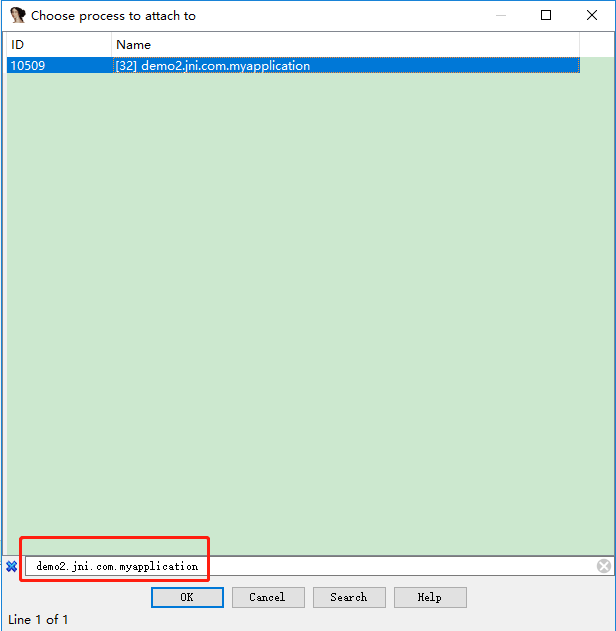 Choose process to attach to
ID Name
10509 [32] demo2.jni.com.myapplication
demo2.jni.com.myapplication
OK Cancel Search Help
Line 1 of 1